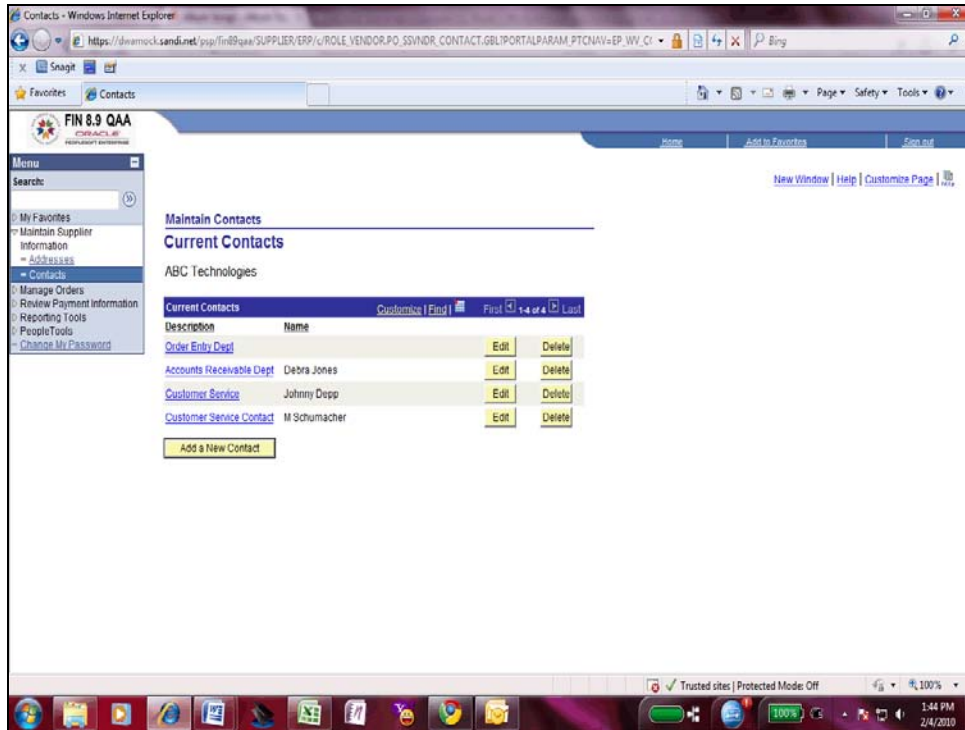 Contacts - Windows Internet Explorer
https://dwamock.sandi.net/psp/fin89qaa/SUPPLIER/ERP/c/ROLE_VENDOR.PO_SSVNDR_CONTACT.GBL?PORTALPARAM_PTCNAV=EP_WV_C
Bing
x Snagit
Favorites Contacts Page Safety Tools
FIN 8.9 QAA
ORACLE
PEOPLESOFT ENTERPRISE
Home Add to Favorites Sign out
Menu
Search:
New Window | Help | Customize Page |
My Favorites
Maintain Supplier
Information
- Addresses
- Contacts
Manage Orders
Review Payment Information
Reporting Tools
PeopleTools
- Change My Password
Maintain Contacts
Current Contacts
ABC Technologies
Current Contacts Customize | Find | First 1-4 of 4 Last
Description Name
Order Entry Dept Edit Delete
Accounts Receivable Dept Debra Jones Edit Delete
Customer Service Johnny Depp Edit Delete
Customer Service Contact M Schumacher Edit Delete
Add a New Contact
Trusted sites | Protected Mode: Off 100%
100%
1:44 PM
2/4/2010